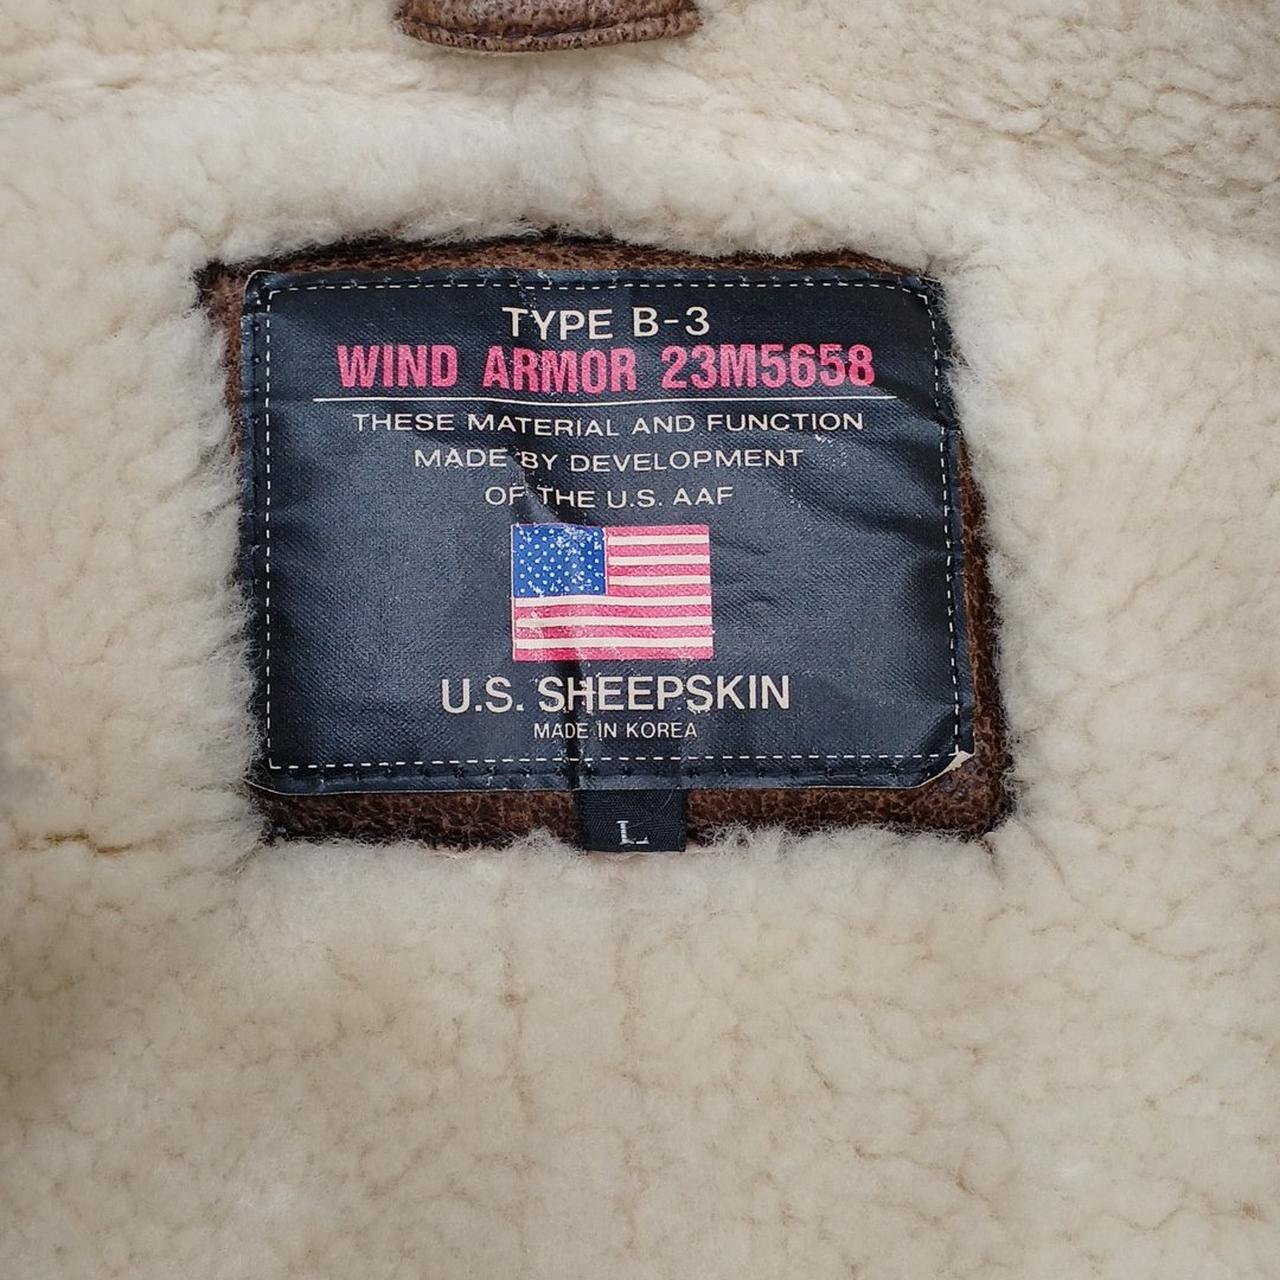 TYPE B-3
WIND ARMOR 23M5658
THESE MATERIAL AND FUNCTION
MADE BY DEVELOPMENT
OF THE U.S. AAF
U.S. SHEEPSKIN
MADE IN KOREA
L